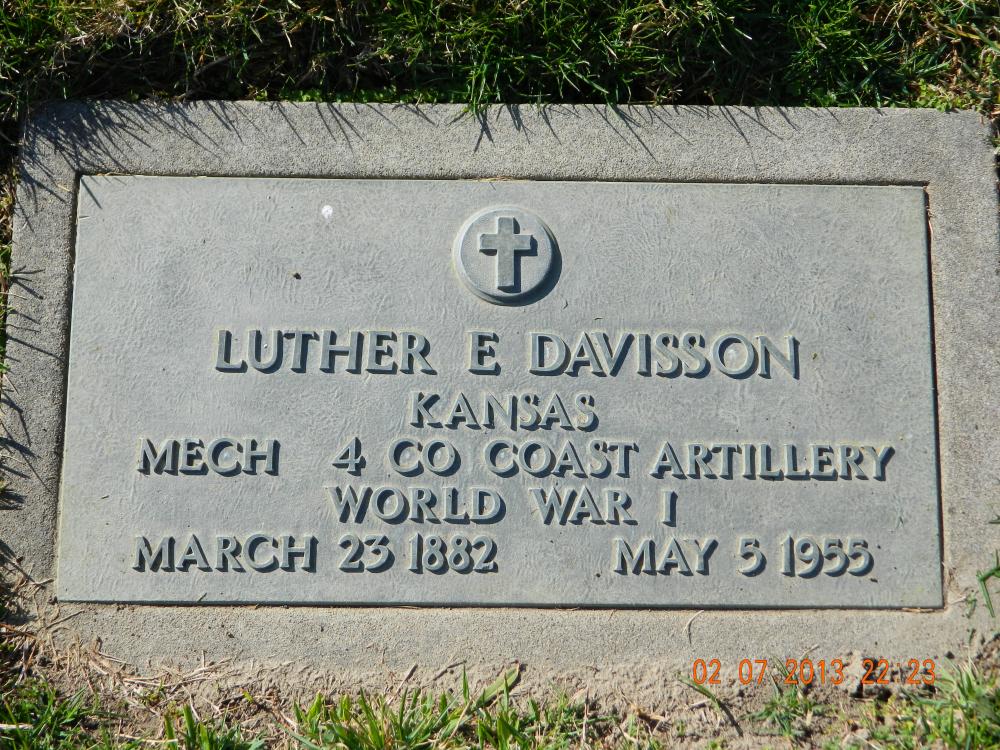 LUTHER E DAVISSON
KANSAS
MECH 4 CO COAST ARTILLERY
WORLD WAR I
MARCH 23 1882 MAY 5 1955
02 07 2013 22:23